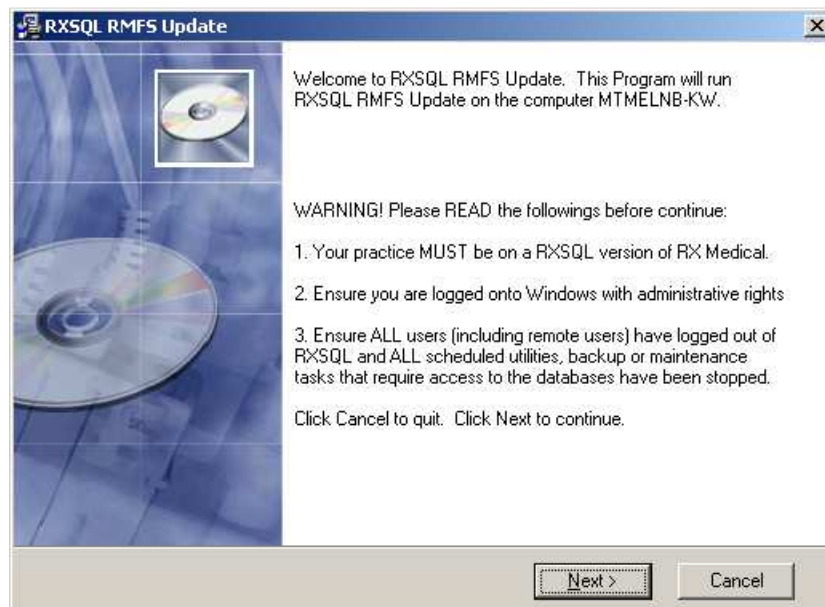 RXSQL RMFS Update
Welcome to RXSQL RMFS Update. This Program will run
RXSQL RMFS Update on the computer MTMELNB-KW.
WARNING! Please READ the followings before continue:
1. Your practice MUST be on a RXSQL version of RX Medical.
2. Ensure you are logged onto Windows with administrative rights
3. Ensure ALL users (including remote users) have logged out of
RXSQL and ALL scheduled utilities, backup or maintenance
tasks that require access to the databases have been stopped.
Click Cancel to quit. Click Next to continue.
Next >
Cancel